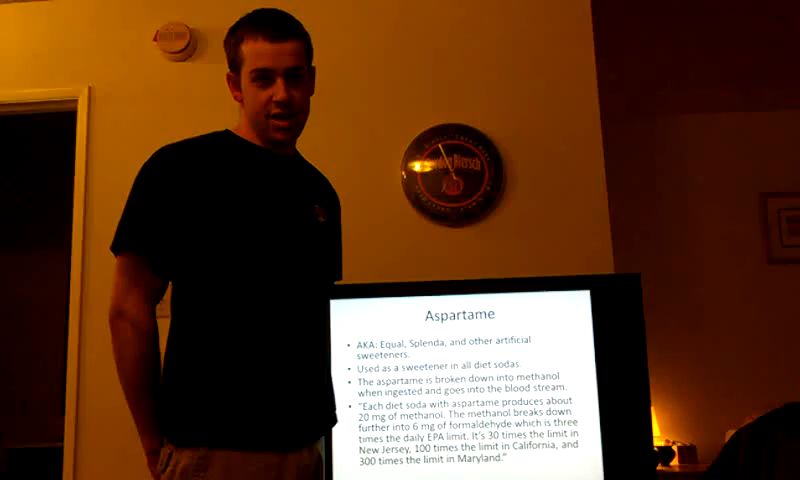 Biersch
Aspartame
• AKA: Equal, Splenda, and other artificial
sweeteners.
• Used as a sweetener in all diet sodas.
• The aspartame is broken down into methanol
when ingested and goes into the blood stream.
• "Each diet soda with aspartame produces about
20 mg of methanol. The methanol breaks down
further into 6 mg of formaldehyde which is three
times the daily EPA limit. It's 30 times the limit in
New Jersey, 100 times the limit in California, and
300 times the limit in Maryland."